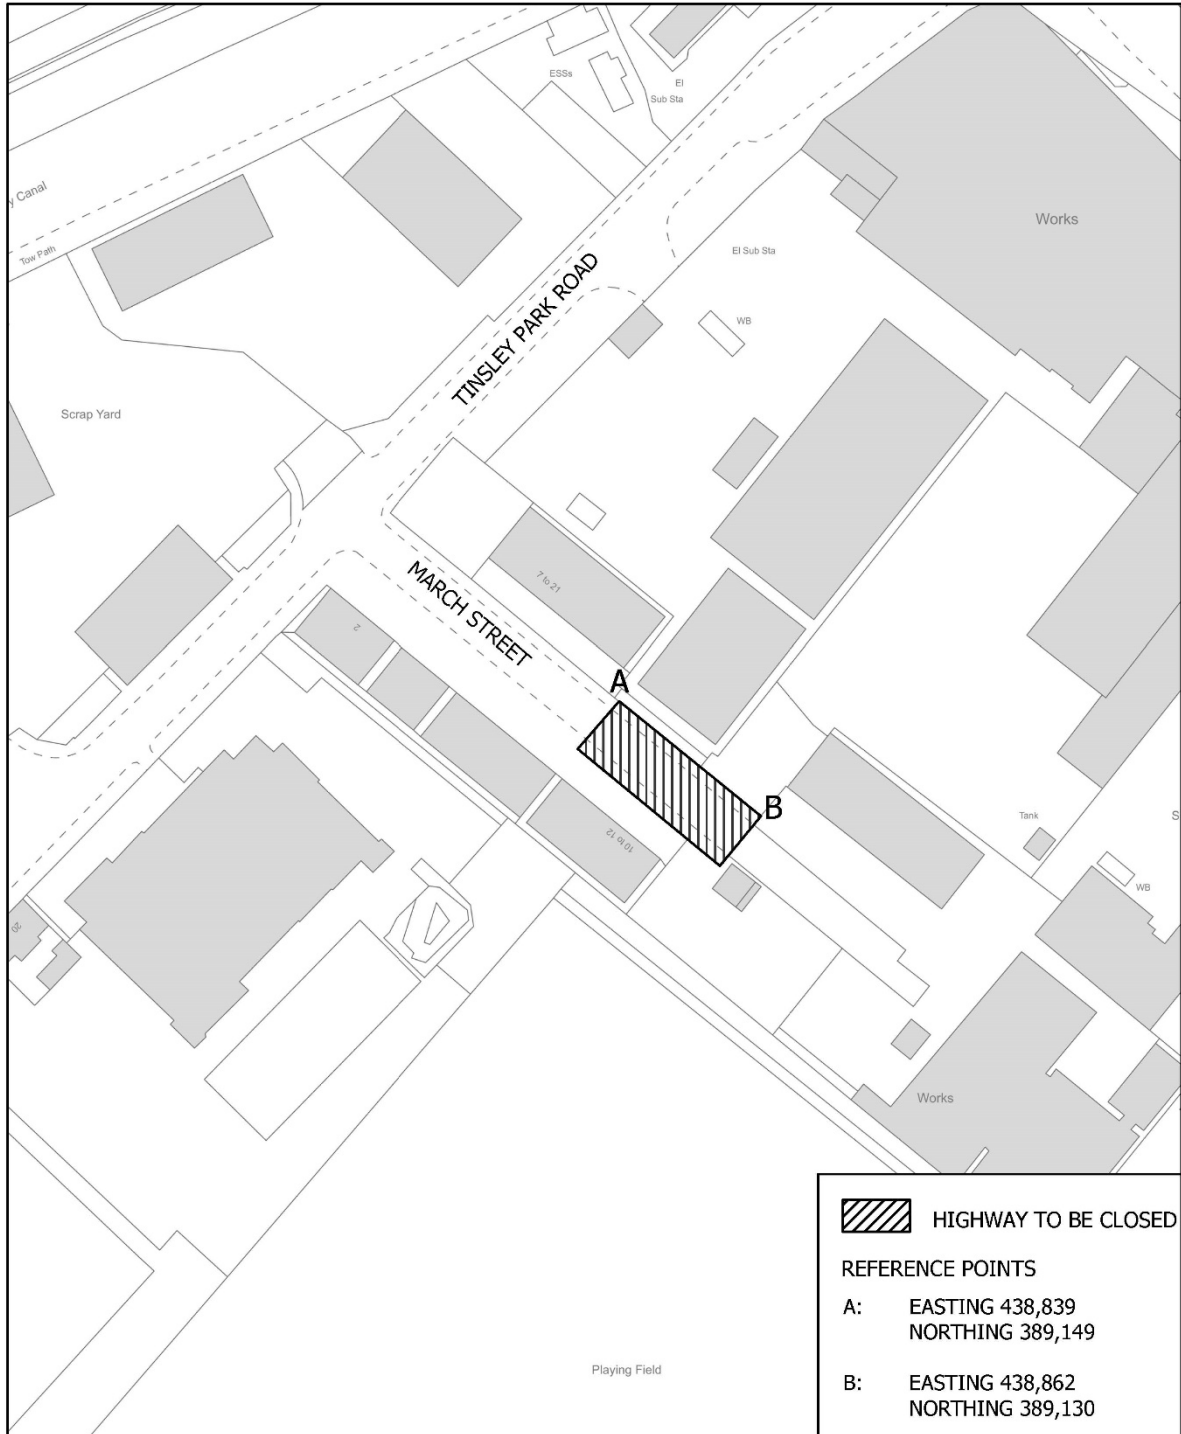 ESSs
El
Sub Sta
y Canal
Tow Path
Works
El Sub Sta
WB
TINSLEY PARK ROAD
Scrap Yard
7 to 21
MARCH STREET
2
A
B
10 to 12
Tank
S
WB
20
Works
Playing Field
HIGHWAY TO BE CLOSED
REFERENCE POINTS
A: EASTING 438,839
NORTHING 389,149
B: EASTING 438,862
NORTHING 389,130